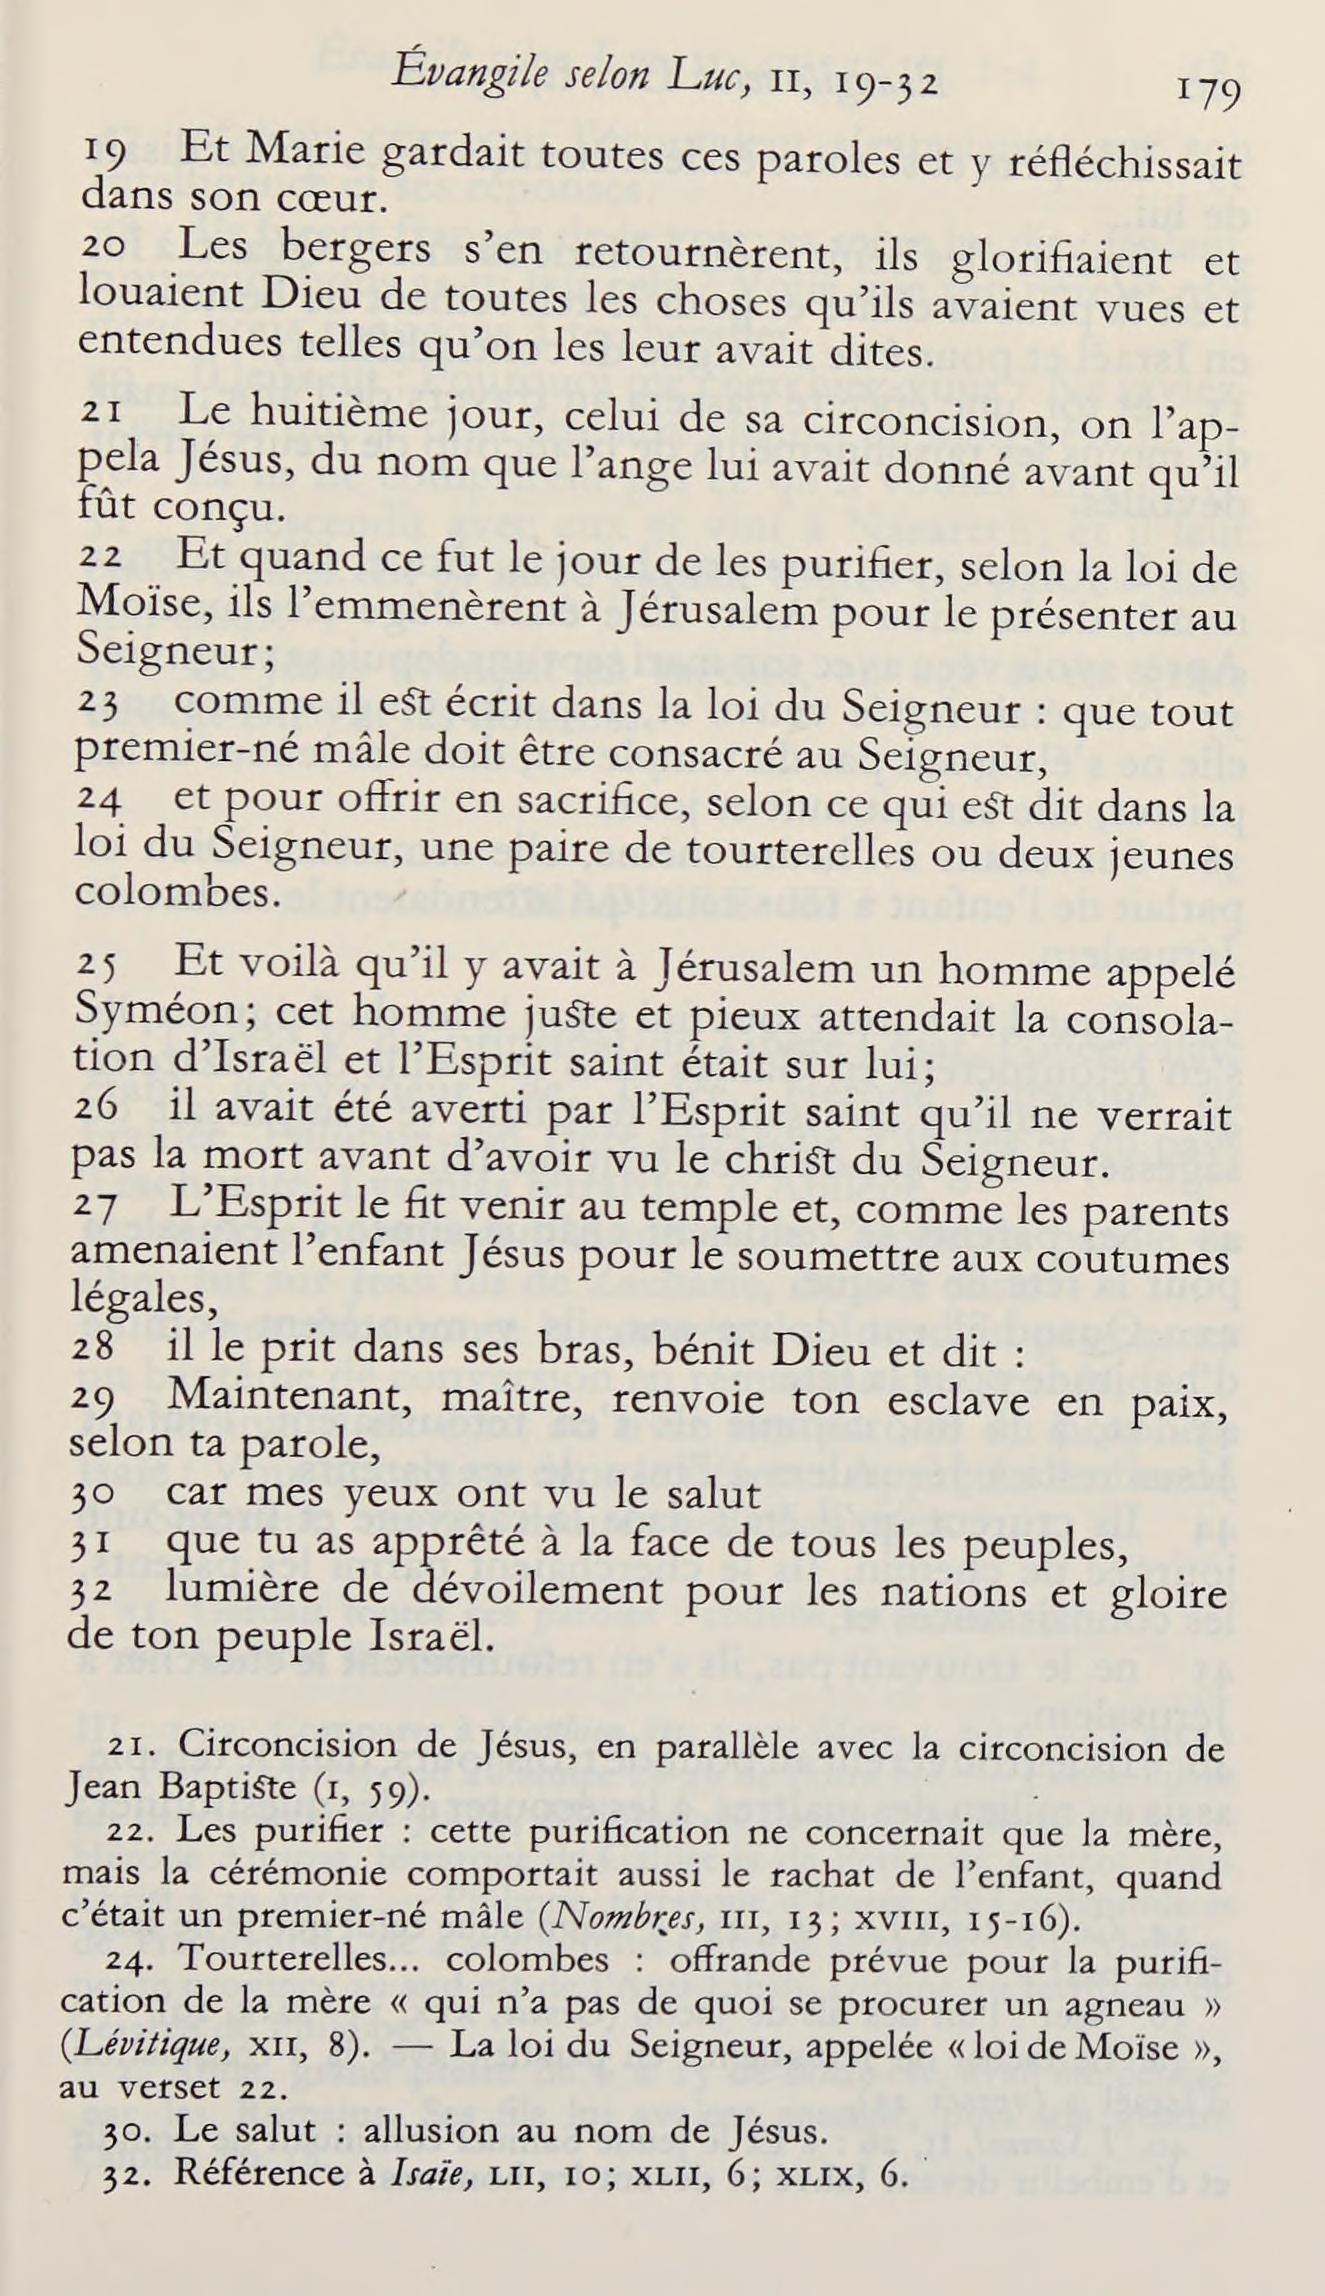 Évangile selon Luc, II, 19-32
179
19 Et Marie gardait toutes ces paroles et y réfléchissait
dans son cœur.
20 Les bergers s'en retournèrent, ils glorifiaient et
louaient Dieu de toutes les choses qu'ils avaient vues et
entendues telles qu'on les leur avait dites.
21 Le huitième jour, celui de sa circoncision, on l'ap-
pela Jésus, du nom que l'ange lui avait donné avant qu'il
fût conçu.
22 Et quand ce fut le jour de les purifier, selon la loi de
Moïse, ils l'emmenèrent à Jérusalem pour le présenter au
Seigneur;
23 comme il est écrit dans la loi du Seigneur : que tout
premier-né mâle doit être consacré au Seigneur,
24 et pour offrir en sacrifice, selon ce qui est dit dans la
loi du Seigneur, une paire de tourterelles ou deux jeunes
colombes.
25 Et voilà qu'il y avait à Jérusalem un homme appelé
Syméon; cet homme juste et pieux attendait la consola-
tion d'Israël et l'Esprit saint était sur lui;
26 il avait été averti par l'Esprit saint qu'il ne verrait
pas la mort avant d'avoir vu le christ du Seigneur.
27 L'Esprit le fit venir au temple et, comme les parents
amenaient l'enfant Jésus pour le soumettre aux coutumes
légales,
28 il le prit dans ses bras, bénit Dieu et dit :
29 Maintenant, maître, renvoie ton esclave en paix,
selon ta parole,
30 car mes yeux ont vu le salut
31 que tu as apprêté à la face de tous les peuples,
32 lumière de dévoilement pour les nations et gloire
de ton peuple Israël.
21. Circoncision de Jésus, en parallèle avec la circoncision de
Jean Baptiste (I, 59).
22. Les purifier : cette purification ne concernait que la mère,
mais la cérémonie comportait aussi le rachat de l'enfant, quand
c'était un premier-né mâle (Nombres, III, 13; XVIII, 15-16).
24. Tourterelles... colombes : offrande prévue pour la purifi-
cation de la mère « qui n'a pas de quoi se procurer un agneau »
(Lévitique, XII, 8). — La loi du Seigneur, appelée « loi de Moïse »,
au verset 22.
30. Le salut : allusion au nom de Jésus.
32. Référence à Isaïe, LII, 10; XLII, 6; XLIX, 6.